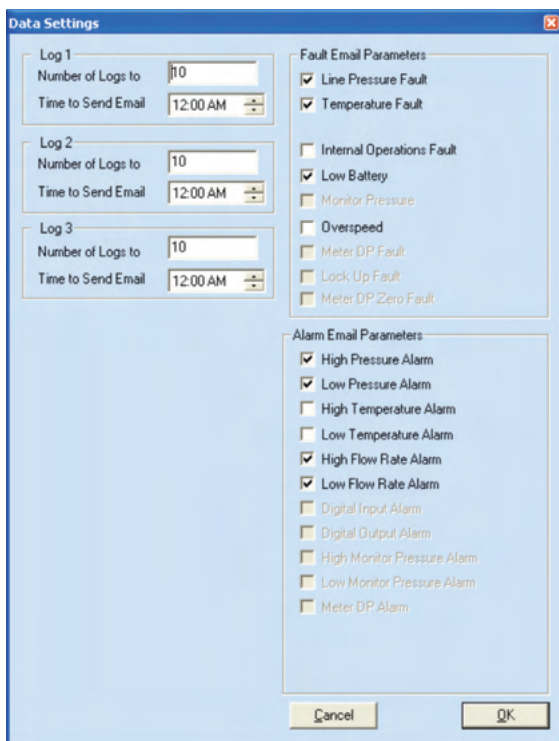 Data Settings
Log 1
Number of Logs to
10
Time to Send Email
12:00 AM
Log 2
Number of Logs to
10
Time to Send Email
12:00 AM
Log 3
Number of Logs to
10
Time to Send Email
12:00 AM
Fault Email Parameters
Line Pressure Fault
Temperature Fault
Internal Operations Fault
Low Battery
Monitor Pressure
Overspeed
Meter DP Fault
Lock Up Fault
Meter DP Zero Fault
Alarm Email Parameters
High Pressure Alarm
Low Pressure Alarm
High Temperature Alarm
Low Temperature Alarm
High Flow Rate Alarm
Low Flow Rate Alarm
Digital Input Alarm
Digital Output Alarm
High Monitor Pressure Alarm
Low Monitor Pressure Alarm
Meter DP Alarm
Cancel
OK